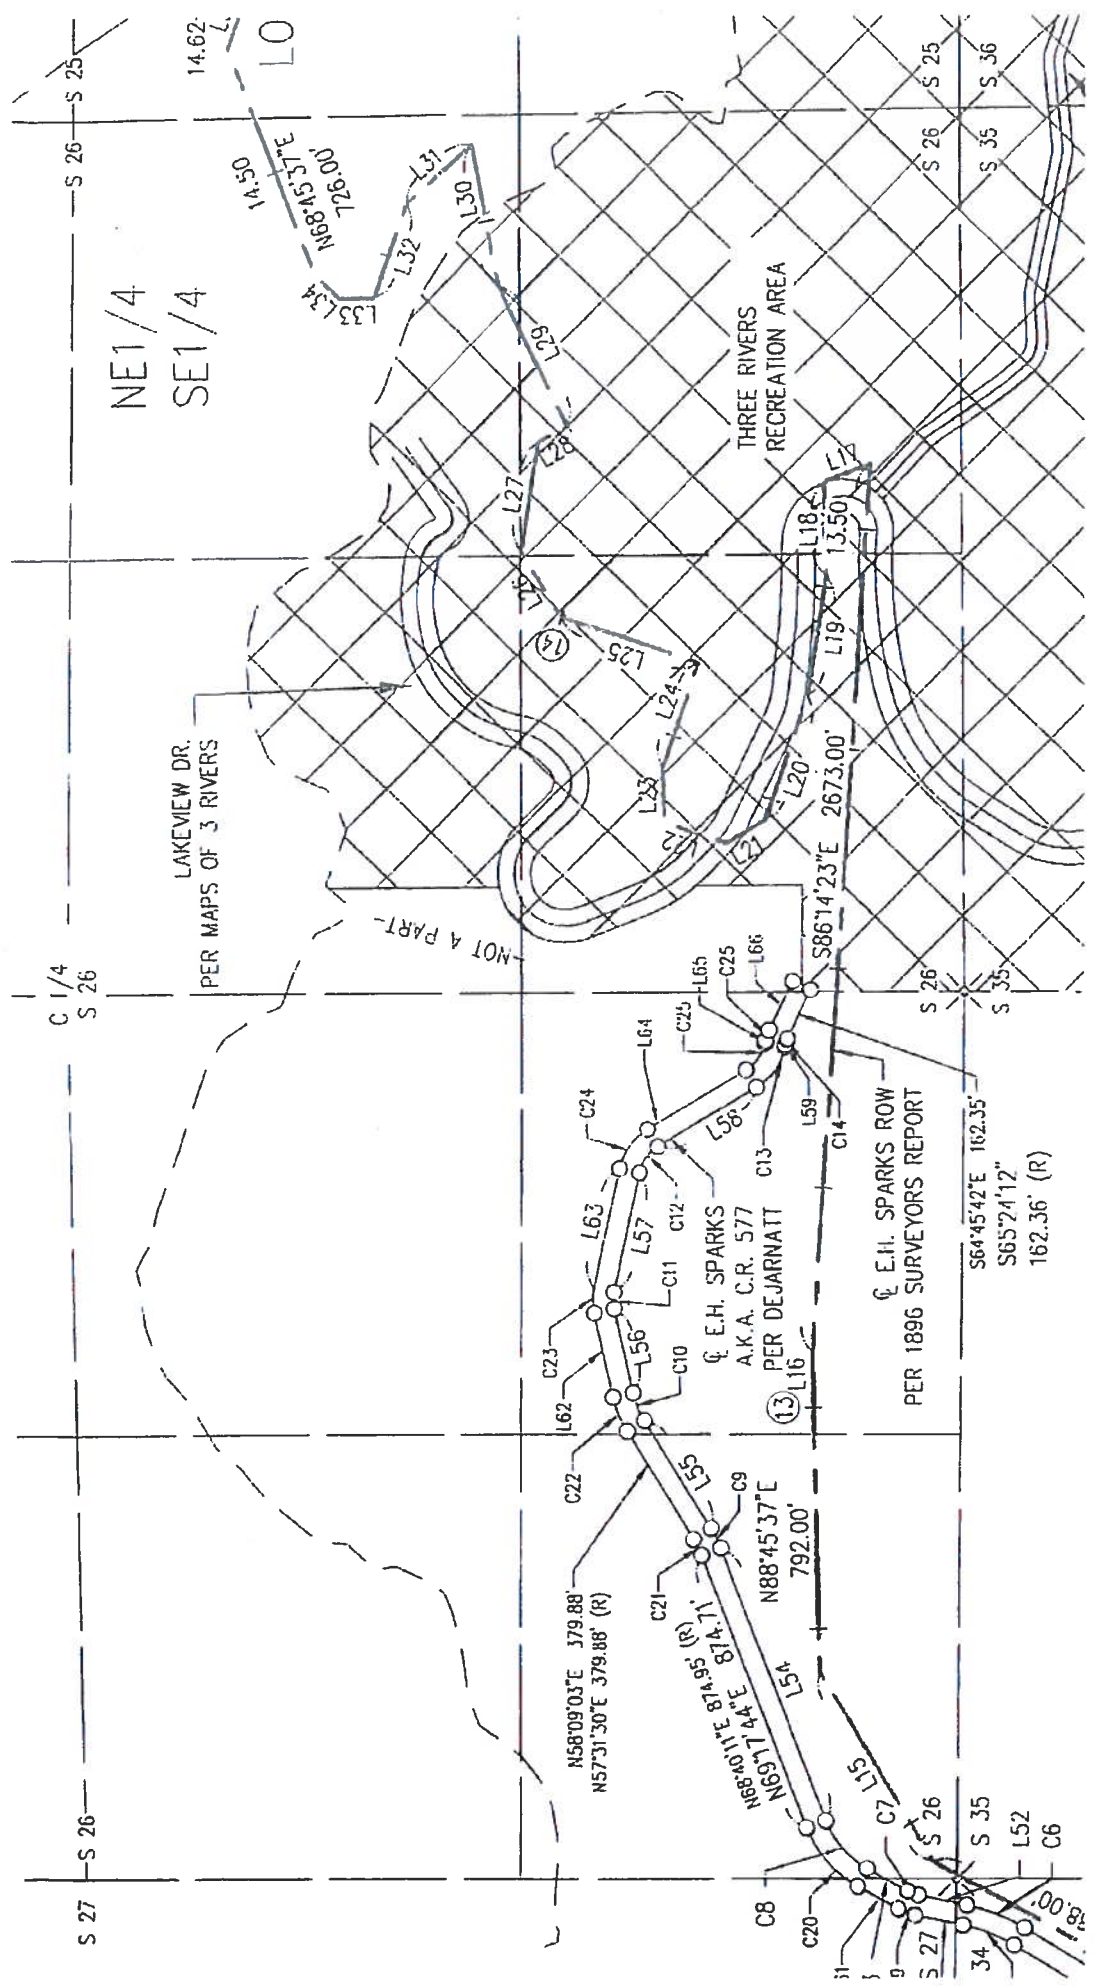 S 27
S 26
C 1/4
S 26
S 26
S 25
14.62
LO
14.50
N68°45'37"E
726.00'
NE1/4
SE1/4
L34
L33
L32
L31
L30
L29
L28
L27
L26
14
L25
L24
L23
L21
L20
L19
L18
13.50
L17
LAKEVIEW DR.
PER MAPS OF 3 RIVERS
-NOT A PART-
THREE RIVERS
RECREATION AREA
S 26
S 25
S 35
S 36
S86°14'23"E 2673.00'
C25
L65
C25
L66
L64
C24
L63
C23
L62
C22
L58
C13
L59
C14
L57
C12
C11
L56
C10
℄ E.H. SPARKS
A.K.A. C.R. 577
PER DEJARNATT
13
L16
℄ E.H. SPARKS ROW
PER 1896 SURVEYORS REPORT
S64°45'42"E 162.35'
S65°24'12"
162.36' (R)
S 26
S 35
L55
C9
N88°45'37"E
792.00'
N58°09'03"E 379.88'
N57°31'30"E 379.88' (R)
C21
N68°40'11"E 874.95' (R)
N69°17'44"E 874.71'
L54
L15
C7
C8
C20
S 26
S 35
L52
C6
S 27
34